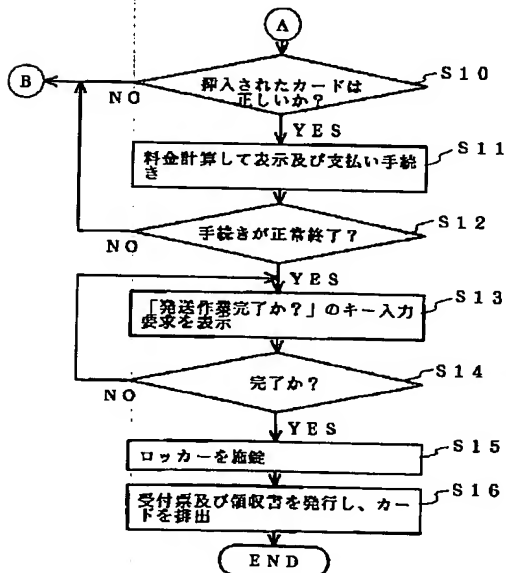 A
B
挿入されたカードは
正しいか?
S10
NO
YES
料金計算して表示及び支払い手続
き
S11
手続きが正常終了?
S12
NO
YES
「発送作業完了か?」のキー入力
要求を表示
S13
完了か?
S14
NO
YES
ロッカーを施錠
S15
受付票及び領収書を発行し、カー
ドを排出
S16
END